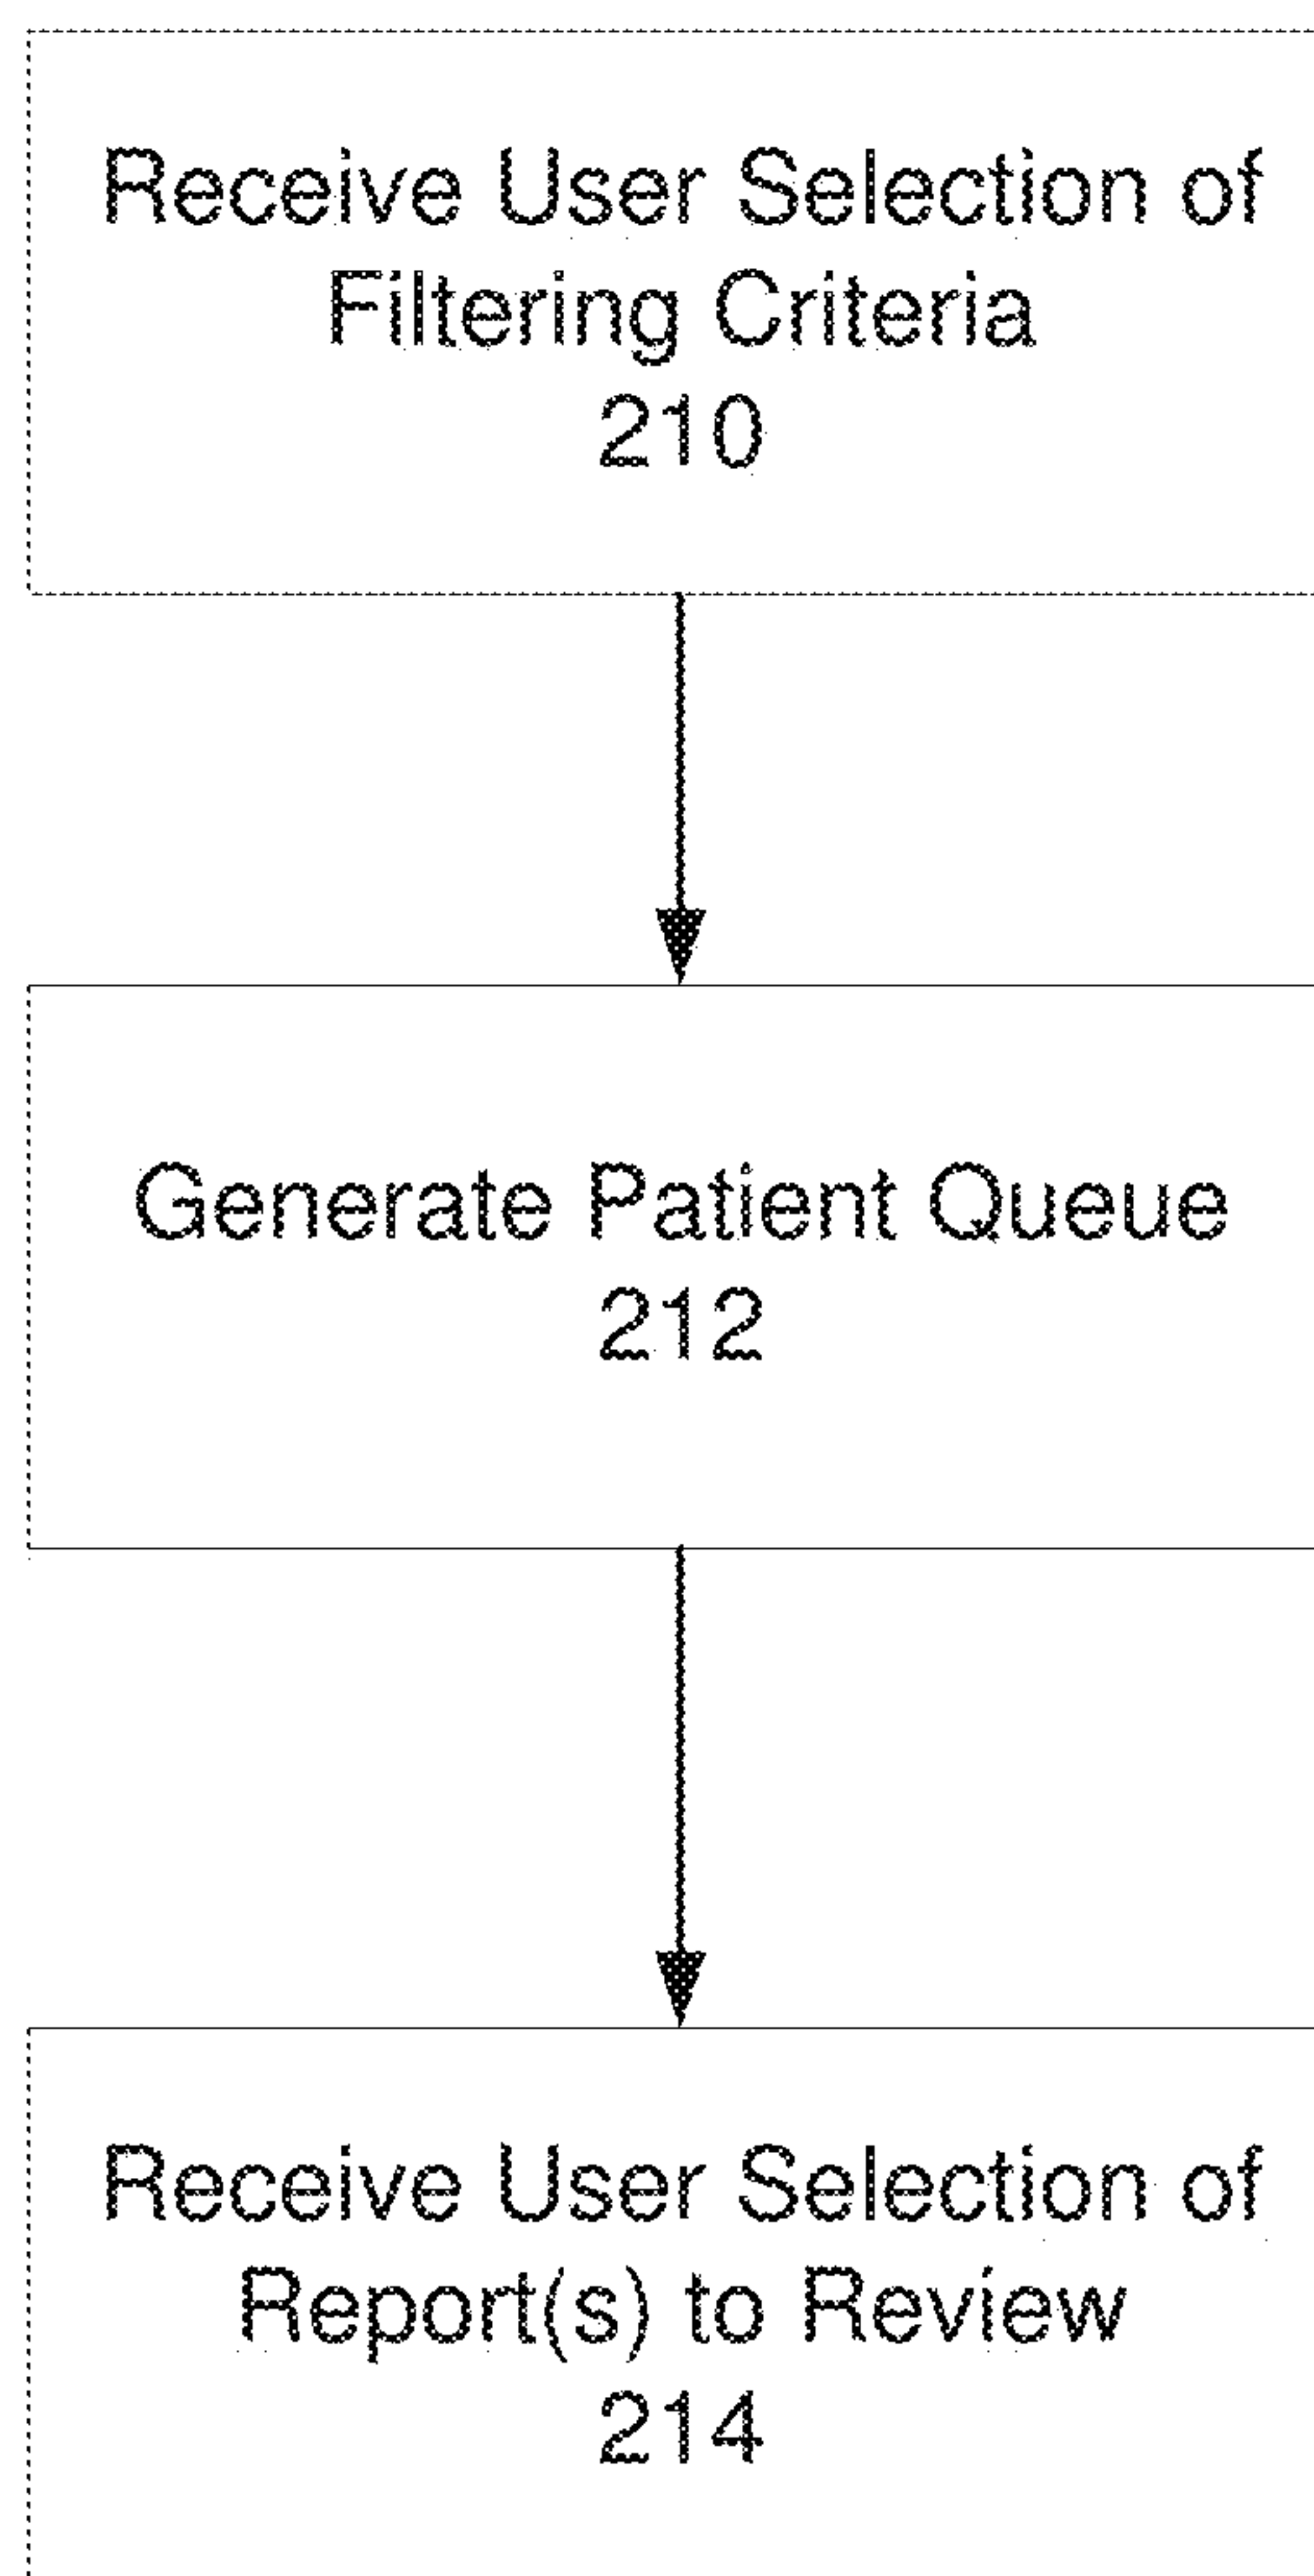 Receive User Selection of
Filtering Criteria
210
Generate Patient Queue
212
Receive User Selection of
Report(s) to Review
214